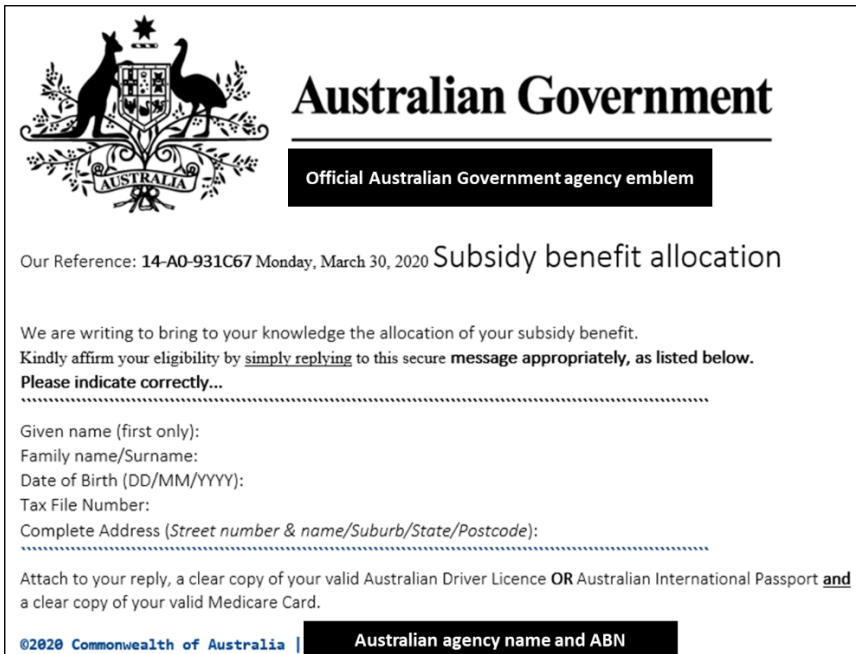 Australian Government
AUSTRALIA
Official Australian Government agency emblem
Our Reference: 14-A0-931C67 Monday, March 30, 2020 Subsidy benefit allocation
We are writing to bring to your knowledge the allocation of your subsidy benefit.
Kindly affirm your eligibility by simply replying to this secure message appropriately, as listed below.
Please indicate correctly...
Given name (first only):
Family name/Surname:
Date of Birth (DD/MM/YYYY):
Tax File Number:
Complete Address (Street number & name/Suburb/State/Postcode):
Attach to your reply, a clear copy of your valid Australian Driver Licence OR Australian International Passport and
a clear copy of your valid Medicare Card.
©2020 Commonwealth of Australia | Australian agency name and ABN